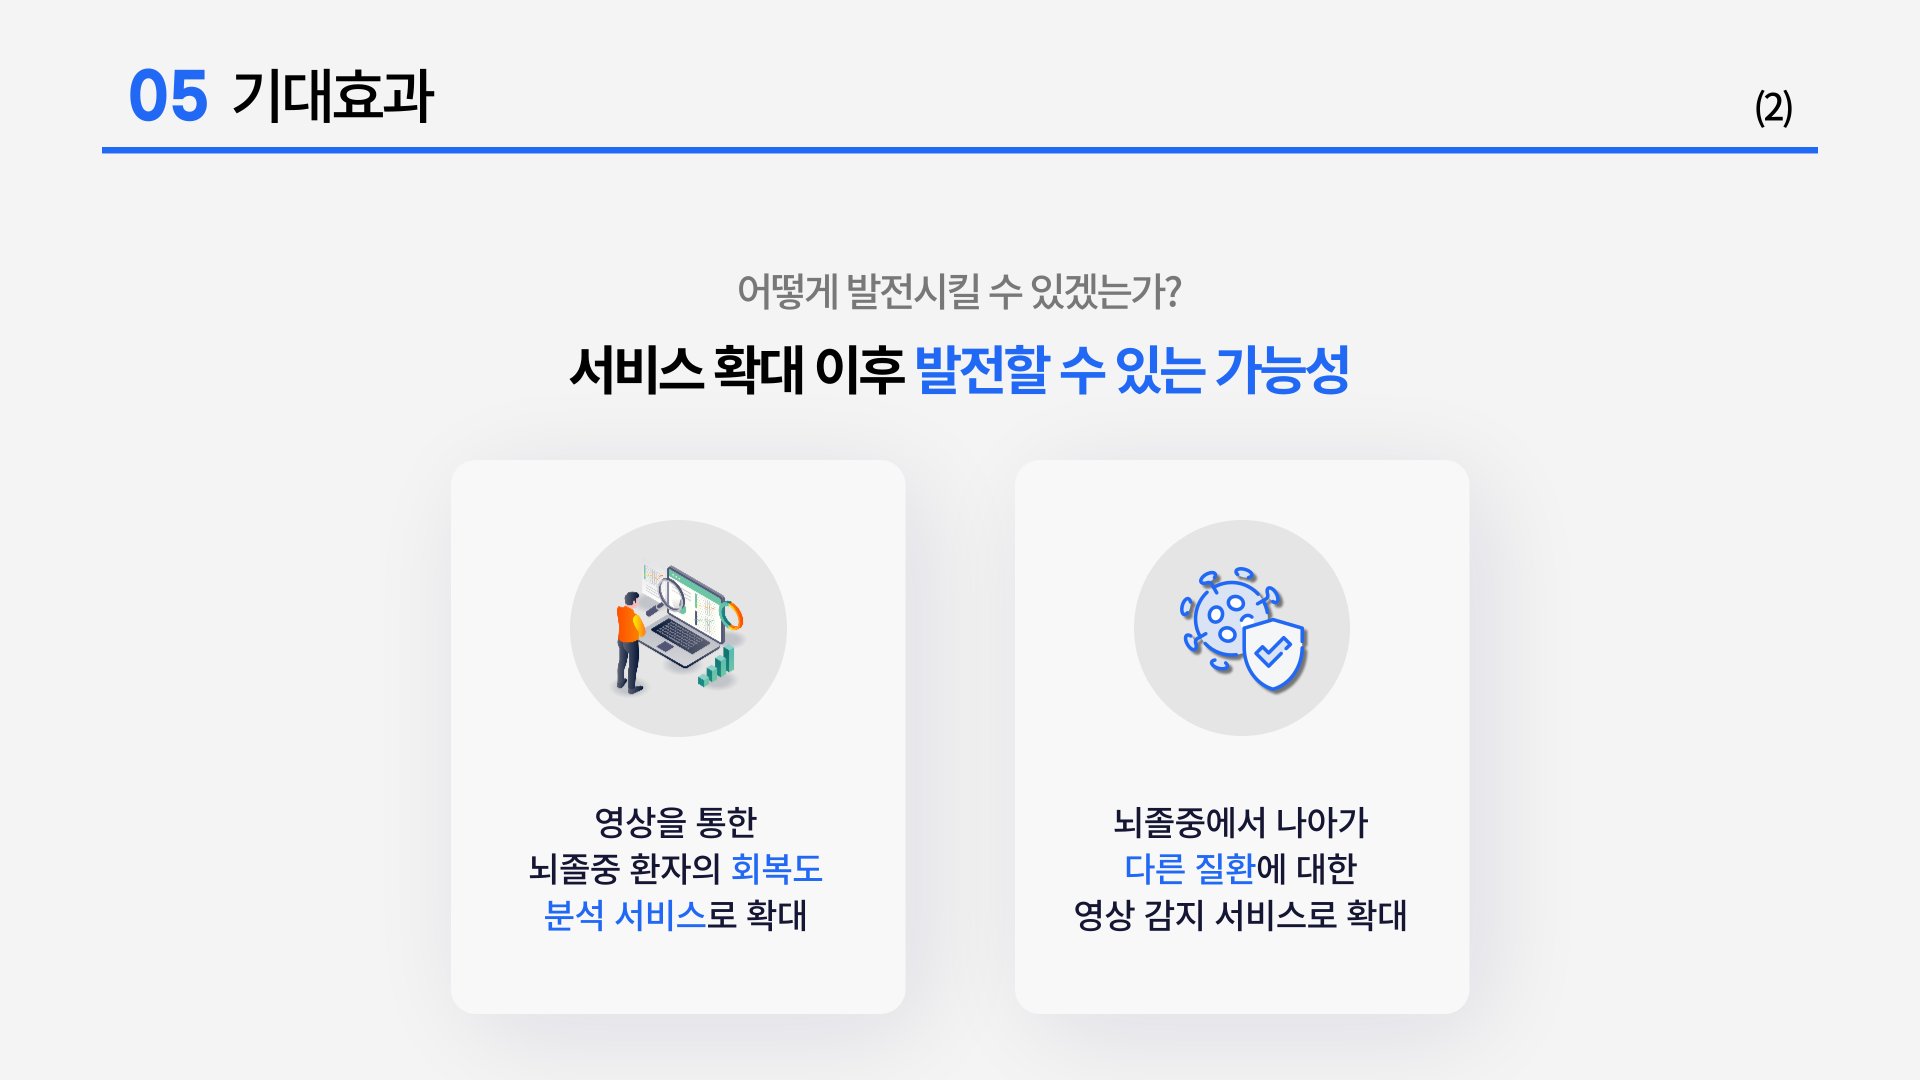 05 기대효과
(2)
어떻게 발전시킬 수 있겠는가?
서비스 확대 이후 발전할 수 있는 가능성
영상을 통한
뇌졸중 환자의 회복도
분석 서비스로 확대
뇌졸중에서 나아가
다른 질환에 대한
영상 감지 서비스로 확대